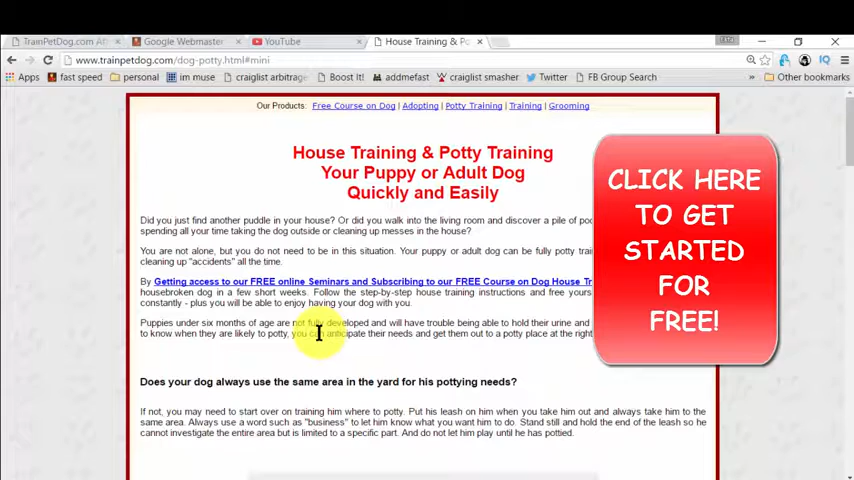 TrainPetDog.com Af
Google Webmaster
YouTube
House Training & Po
www.trainpetdog.com/dog-potty.html#mini
Apps fast speed personal im muse craiglist arbitrage Boost It! addmefast craiglist smasher Twitter FB Group Search » Other bookmarks
Our Products: Free Course on Dog | Adopting | Potty Training | Training | Grooming
House Training & Potty Training
Your Puppy or Adult Dog
Quickly and Easily
Did you just find another puddle in your house? Or did you walk into the living room and discover a pile of
spending all your time taking the dog outside or cleaning up messes in the house?
You are not alone, but you do not need to be in this situation. Your puppy or adult dog can be fully potty
cleaning up "accidents" all the time.
By Getting access to our FREE online Seminars and Subscribing to our FREE Course on Dog House
housebroken dog in a few short weeks. Follow the step-by-step house training instructions and free
constantly - plus you will be able to enjoy having your dog with you.
Puppies under six months of age are not fully developed and will have trouble being able to hold their urine and
to know when they are likely to potty, you can anticipate their needs and get them out to a potty place at the right
CLICK HERE
TO GET
STARTED
FOR
FREE!
Does your dog always use the same area in the yard for his pottying needs?
If not, you may need to start over on training him where to potty. Put his leash on him when you take him out and always take him to the
same area. Always use a word such as "business" to let him know what you want him to do. Stand still and hold the end of the leash so he
cannot investigate the entire area but is limited to a specific part. And do not let him play until he has pottied.